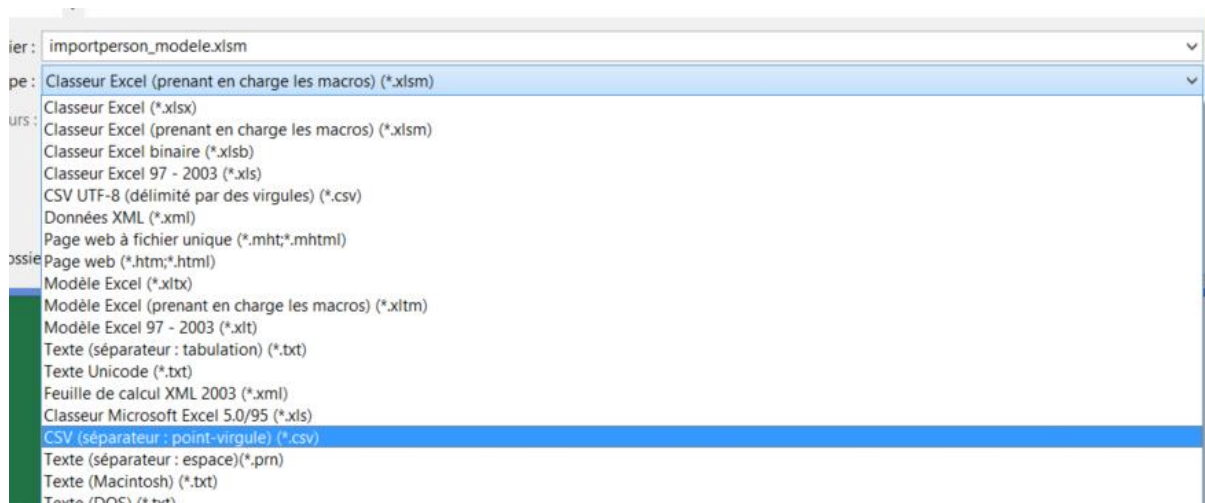 ier : importperson_modele.xlsm
pe : Classeur Excel (prenant en charge les macros) (*.xlsm)
Classeur Excel (*.xlsx)
urs :
Classeur Excel (prenant en charge les macros) (*.xlsm)
Classeur Excel binaire (*.xlsb)
Classeur Excel 97 - 2003 (*.xls)
CSV UTF-8 (délimité par des virgules) (*.csv)
Données XML (*.xml)
Page web à fichier unique (*.mht;*.mhtml)
ossie Page web (*.htm;*.html)
Modèle Excel (*.xltx)
Modèle Excel (prenant en charge les macros) (*.xltm)
Modèle Excel 97 - 2003 (*.xlt)
Texte (séparateur : tabulation) (*.txt)
Texte Unicode (*.txt)
Feuille de calcul XML 2003 (*.xml)
Classeur Microsoft Excel 5.0/95 (*.xls)
CSV (séparateur : point-virgule) (*.csv)
Texte (séparateur : espace)(*.prn)
Texte (Macintosh) (*.txt)
Texte (DOS) (*.txt)